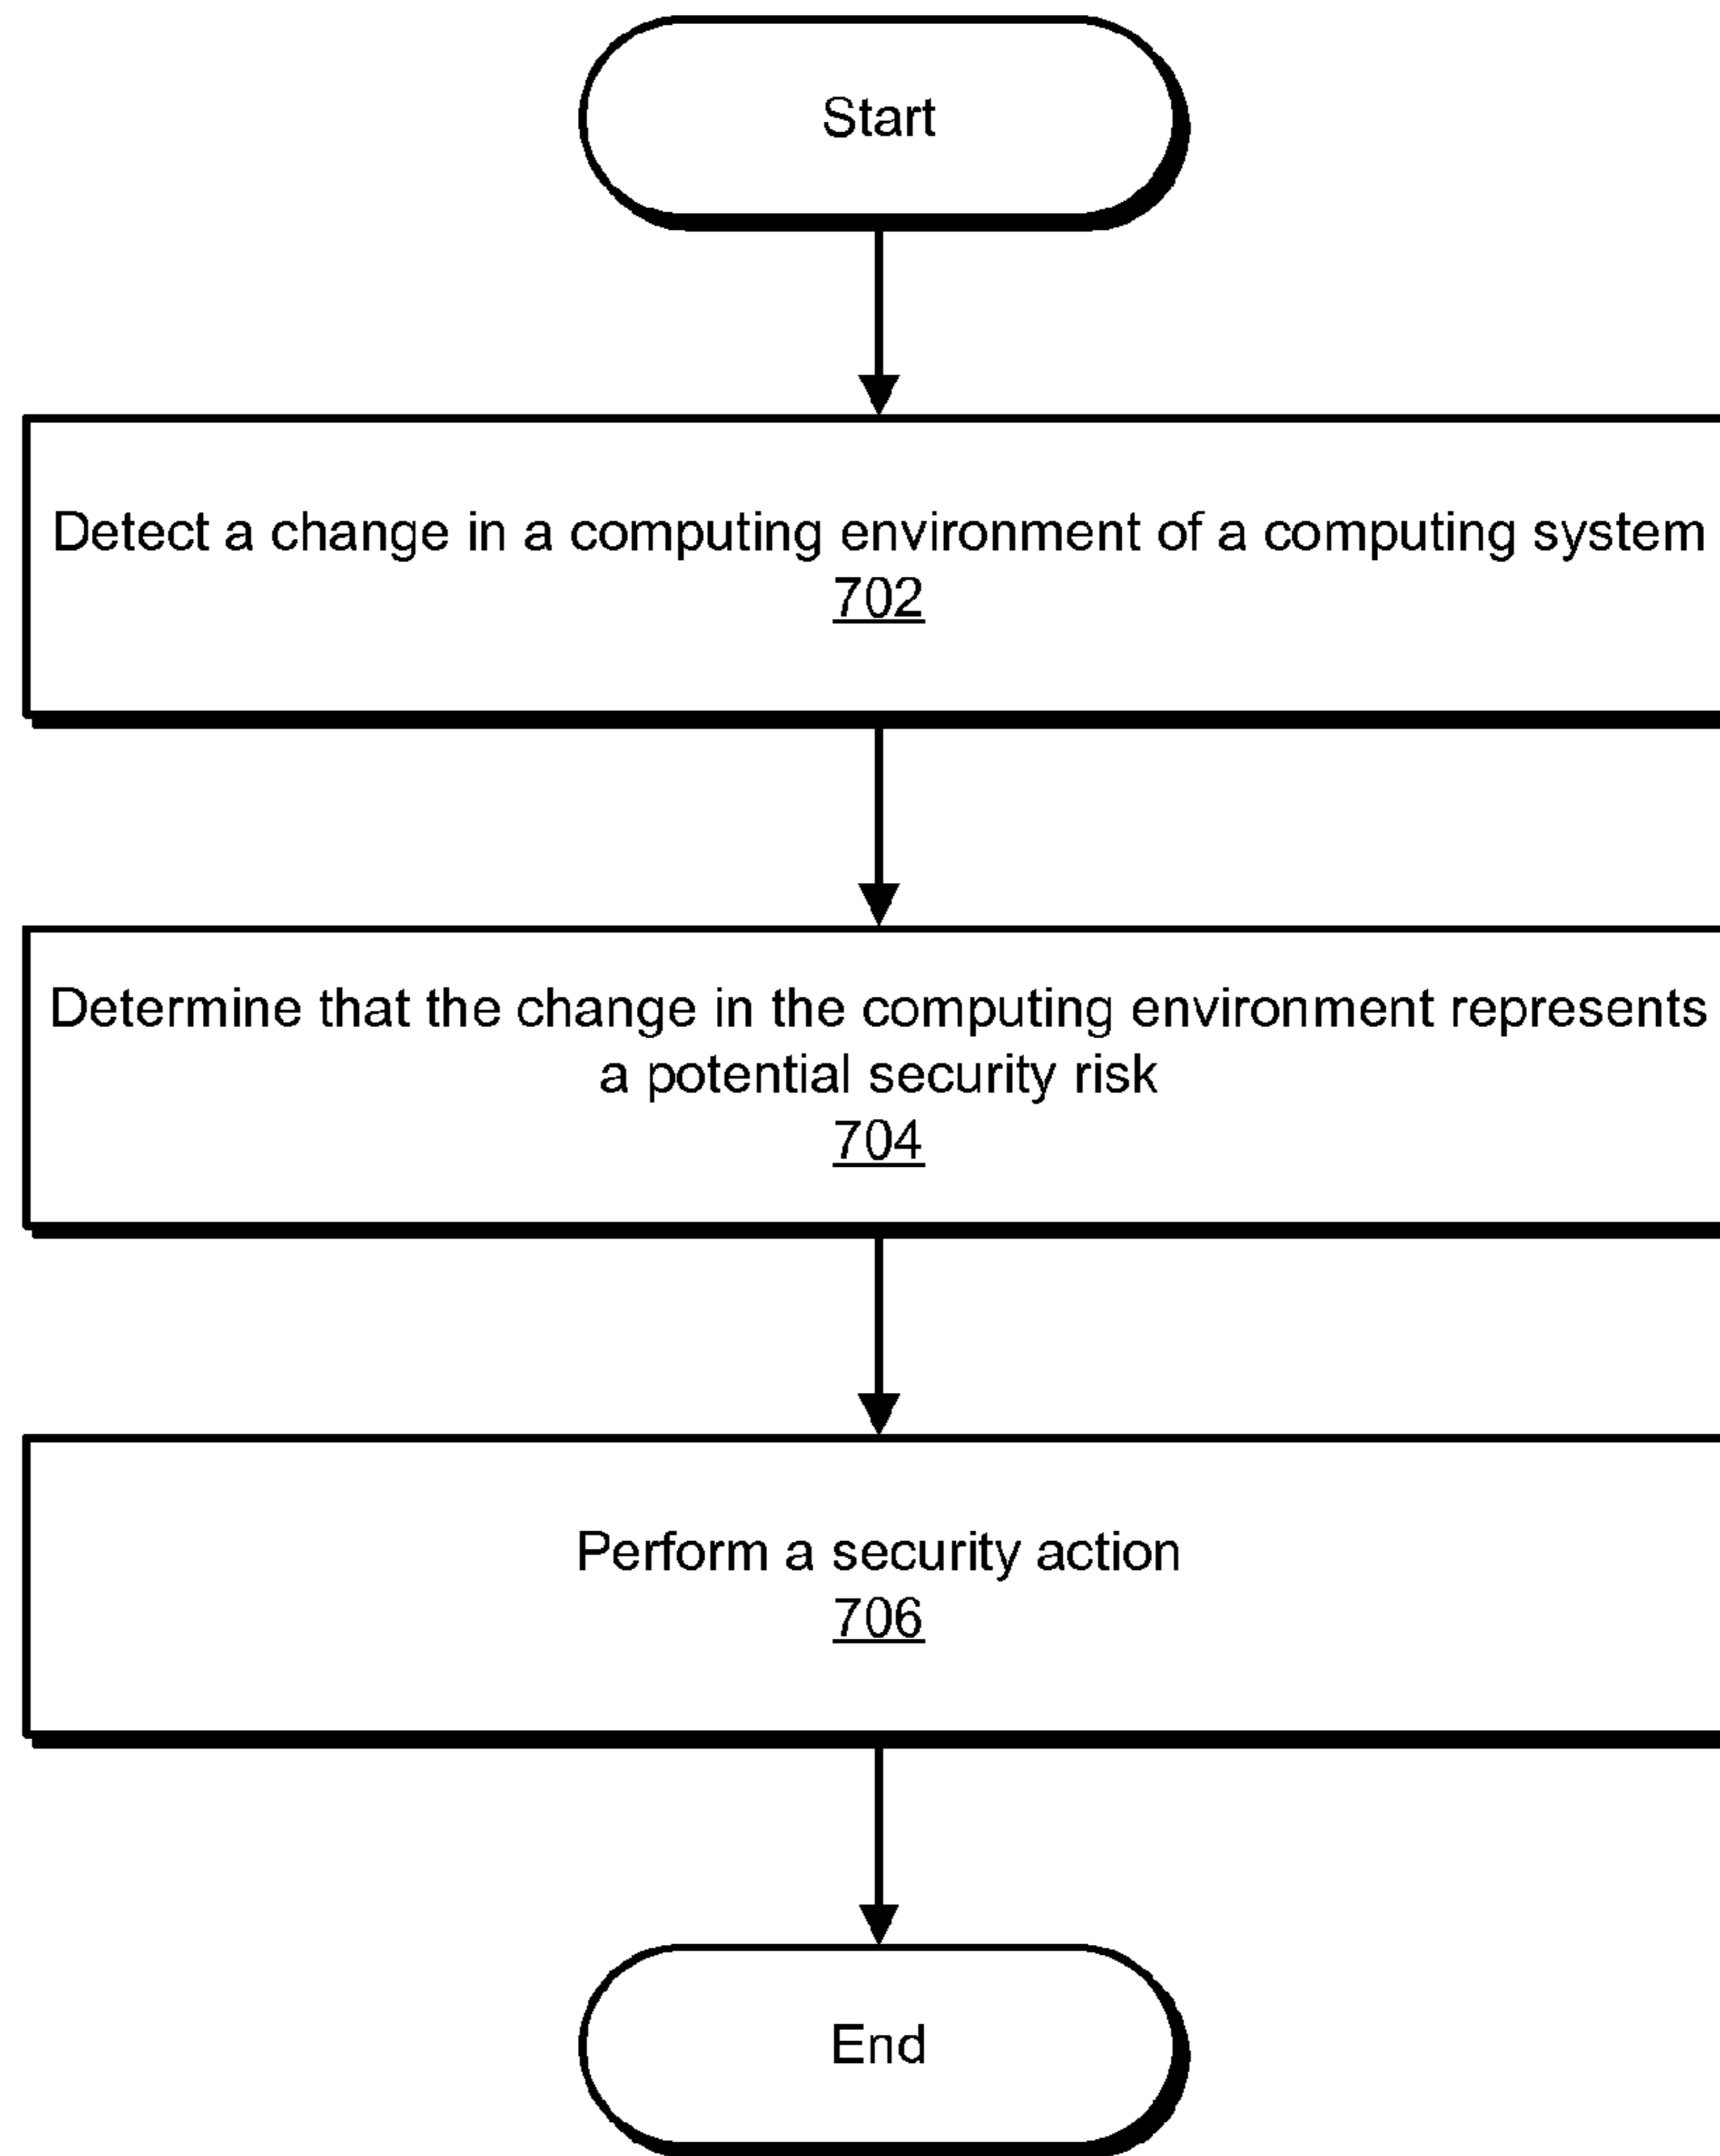 Start
Detect a change in a computing environment of a computing system
702
Determine that the change in the computing environment represents
a potential security risk
704
Perform a security action
706
End